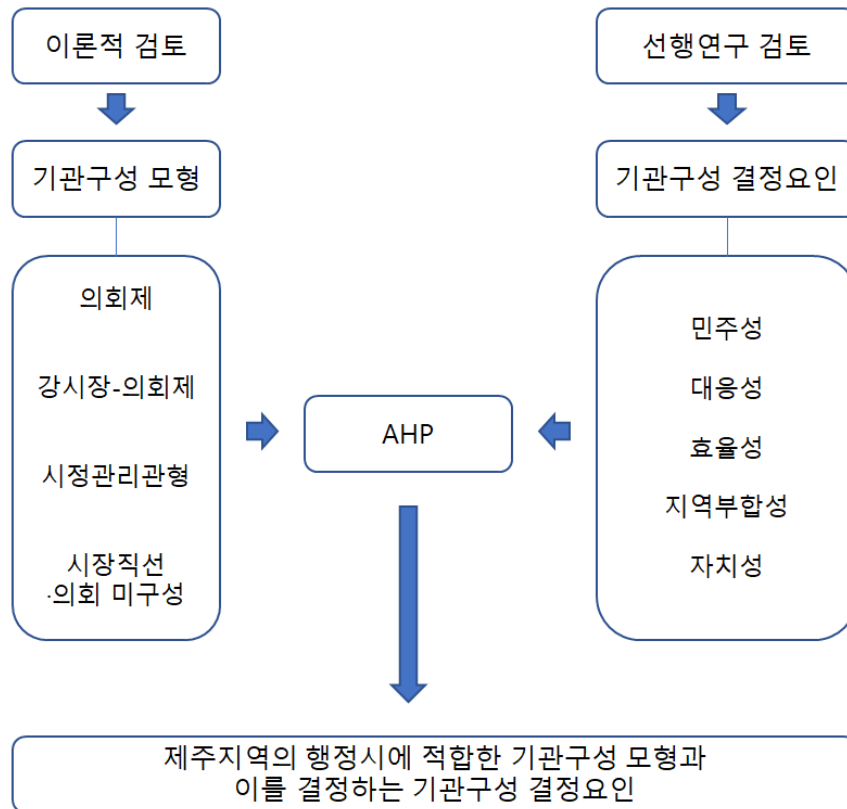 이론적 검토
선행연구 검토
기관구성 모형
기관구성 결정요인
의회제
강시장-의회제
시정관리관형
시장직선
·의회 미구성
AHP
민주성
대응성
효율성
지역부합성
자치성
제주지역의 행정시에 적합한 기관구성 모형과
이를 결정하는 기관구성 결정요인